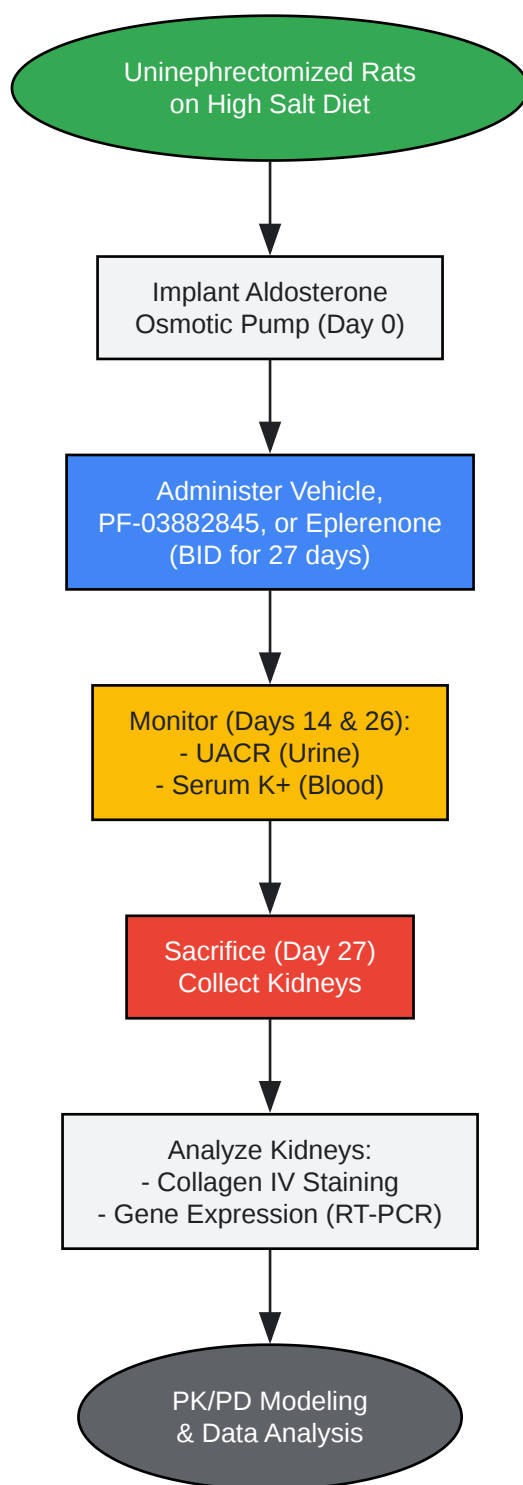 Uninephrectomized Rats
on High Salt Diet
Implant Aldosterone
Osmotic Pump (Day 0)
Administer Vehicle,
PF-03882845, or Eplerenone
(BID for 27 days)
Monitor (Days 14 & 26):
- UACR (Urine)
- Serum K+ (Blood)
Sacrifice (Day 27)
Collect Kidneys
Analyze Kidneys:
- Collagen IV Staining
- Gene Expression (RT-PCR)
PK/PD Modeling
& Data Analysis